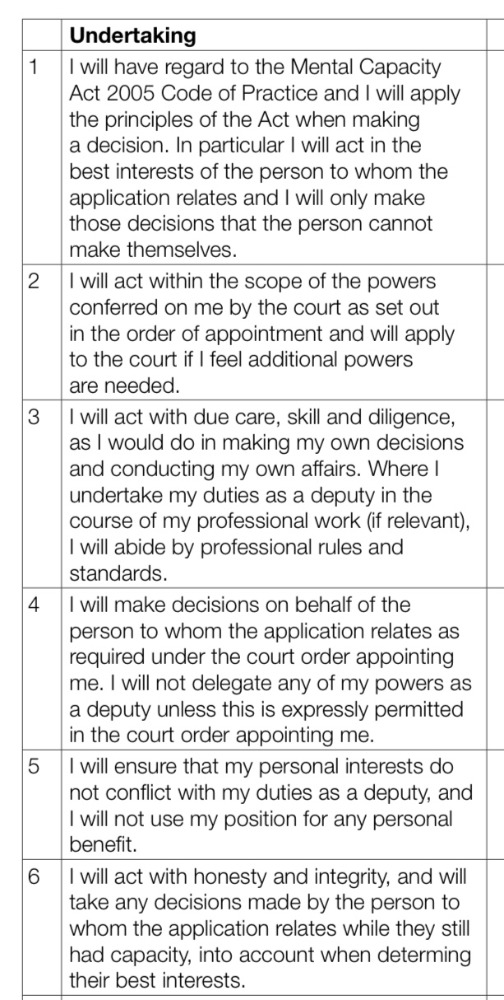 Undertaking
1 I will have regard to the Mental Capacity
Act 2005 Code of Practice and I will apply
the principles of the Act when making
a decision. In particular I will act in the
best interests of the person to whom the
application relates and I will only make
those decisions that the person cannot
make themselves.
2 I will act within the scope of the powers
conferred on me by the court as set out
in the order of appointment and will apply
to the court if I feel additional powers
are needed.
3 I will act with due care, skill and diligence,
as I would do in making my own decisions
and conducting my own affairs. Where I
undertake my duties as a deputy in the
course of my professional work (if relevant),
I will abide by professional rules and
standards.
4 I will make decisions on behalf of the
person to whom the application relates as
required under the court order appointing
me. I will not delegate any of my powers as
a deputy unless this is expressly permitted
in the court order appointing me.
5 I will ensure that my personal interests do
not conflict with my duties as a deputy, and
I will not use my position for any personal
benefit.
6 I will act with honesty and integrity, and will
take any decisions made by the person to
whom the application relates while they still
had capacity, into account when determining
their best interests.